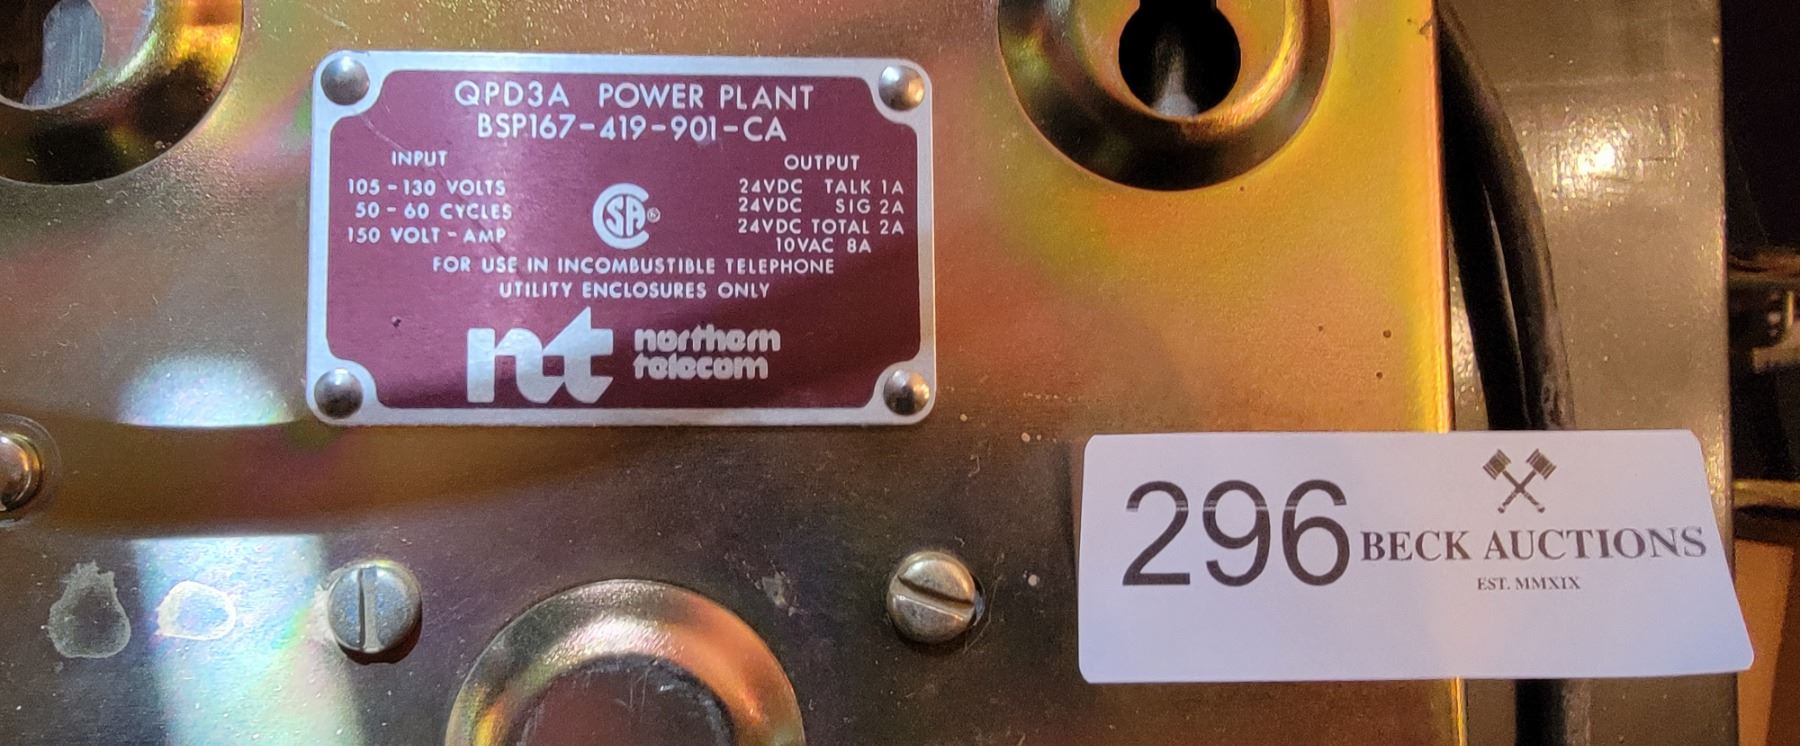 QPD3A POWER PLANT
BSP167-419-901-CA
INPUT
105-130 VOLTS
50-60 CYCLES
150 VOLT-AMP
OUTPUT
24VDC TALK 1A
24VDC SIG 2A
24VDC TOTAL 2A
10VAC 8A
CSA®
FOR USE IN INCOMBUSTIBLE TELEPHONE
UTILITY ENCLOSURES ONLY
nt northern
telecom
296
BECK AUCTIONS
EST. MMXIX